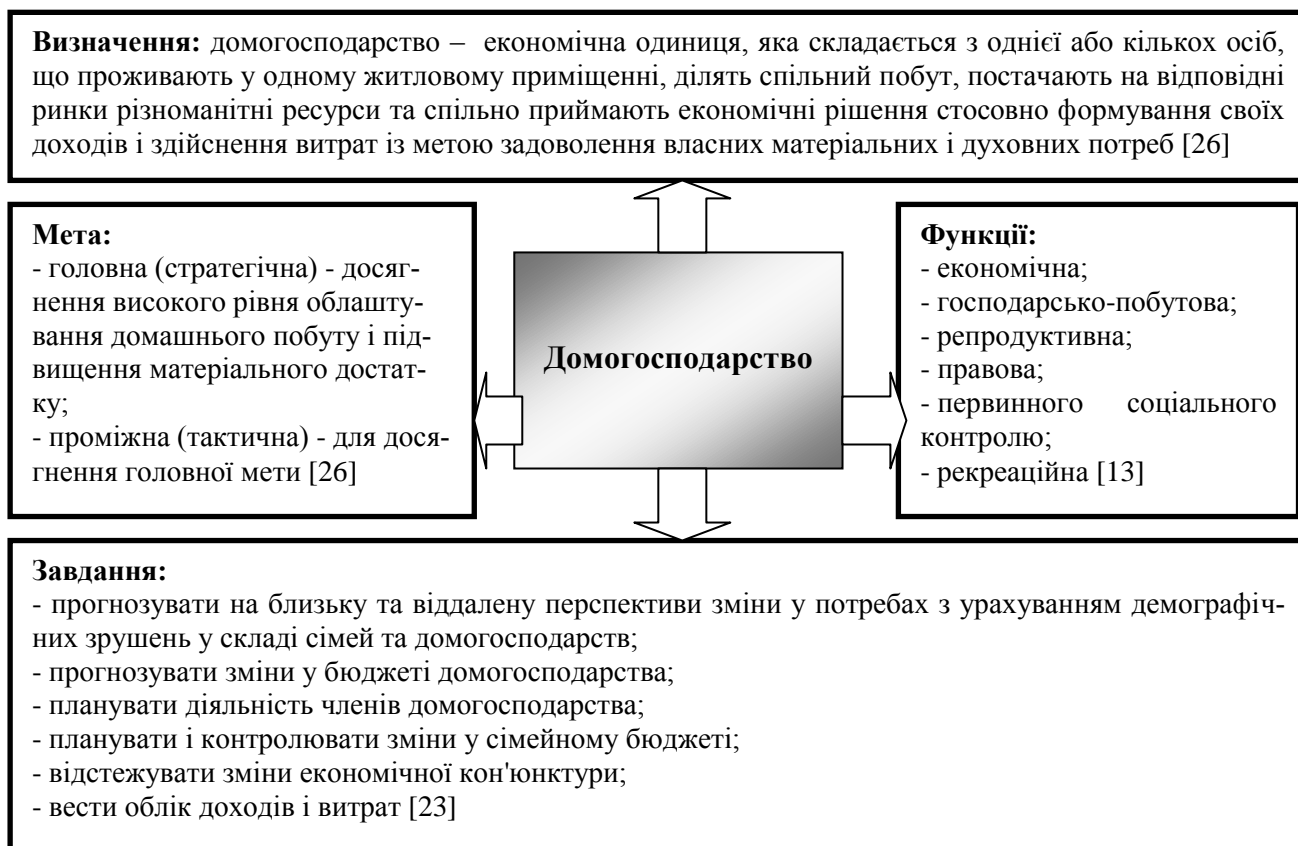 Визначення: домогосподарство – економічна одиниця, яка складається з однієї або кількох осіб,
що проживають у одному житловому приміщенні, ділять спільний побут, постачають на відповідні
ринки різноманітні ресурси та спільно приймають економічні рішення стосовно формування своїх
доходів і здійснення витрат із метою задоволення власних матеріальних і духовних потреб [26]
Мета:
- головна (стратегічна) - досяг-
нення високого рівня облашту-
вання домашнього побуту і під-
вищення матеріального достат-
ку;
- проміжна (тактична) - для дося-
гнення головної мети [26]
Домогосподарство
Функції:
- економічна;
- господарсько-побутова;
- репродуктивна;
- правова;
- первинного соціального
контролю;
- рекреаційна [13]
Завдання:
- прогнозувати на близьку та віддалену перспективи зміни у потребах з урахуванням демографіч-
них зрушень у складі сімей та домогосподарств;
- прогнозувати зміни у бюджеті домогосподарства;
- планувати діяльність членів домогосподарства;
- планувати і контролювати зміни у сімейному бюджеті;
- відстежувати зміни економічної кон'юнктури;
- вести облік доходів і витрат [23]